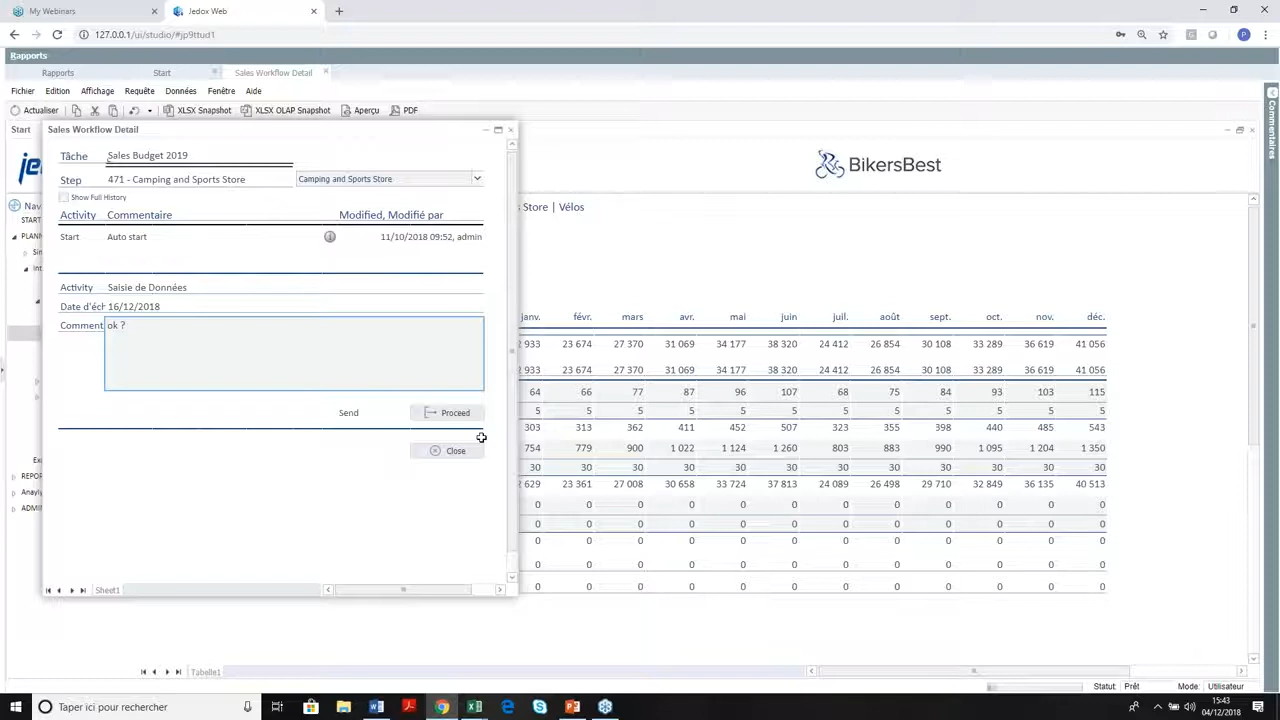 My Webinars
Jedox Web
127.0.0.1/ui/studio/#jp9ttud1
P
Rapports
Rapports Start Sales Workflow Detail
Fichier Edition Affichage Requête Données Fenêtre Aide
Actualiser XLSX Snapshot XLSX OLAP Snapshot Aperçu PDF
Commentaires
Start
Sales Workflow Detail
BikersBest
Nav
START
PLANN
Store | Vélos
Tâche Sales Budget 2019
Step 471 - Camping and Sports Store Camping and Sports Store
Show Full History
Activity Commentaire Modified, Modifié par
Start Auto start 11/10/2018 09:52, admin
Activity Saisie de Données
Date d'éch 16/12/2018
Comment ok ?
Send Proceed
Close
Sheet1
janv. févr. mars avr. mai juin juil. août sept. oct. nov. déc.
933 23 674 27 370 31 069 34 177 38 320 24 412 26 854 30 108 33 289 36 619 41 056
933 23 674 27 370 31 069 34 177 38 320 24 412 26 854 30 108 33 289 36 619 41 056
64 66 77 87 96 107 68 75 84 93 103 115
5 5 5 5 5 5 5 5 5 5 5 5
303 313 362 411 452 507 323 355 398 440 485 543
754 779 900 1 022 1 124 1 260 803 883 990 1 095 1 204 1 350
30 30 30 30 30 30 30 30 30 30 30 30
629 23 361 27 008 30 658 33 724 37 813 24 089 26 498 29 710 32 849 36 135 40 513
0 0 0 0 0 0 0 0 0 0 0 0
0 0 0 0 0 0 0 0 0 0 0 0
0 0 0 0 0 0 0 0 0 0 0 0
0 0 0 0 0 0 0 0 0 0 0 0
0 0 0 0 0 0 0 0 0 0 0 0
REPOR
ADMIN
Tabelle1
Statut: Prêt Mode: Utilisateur
Taper ici pour rechercher
15:43
04/12/2018